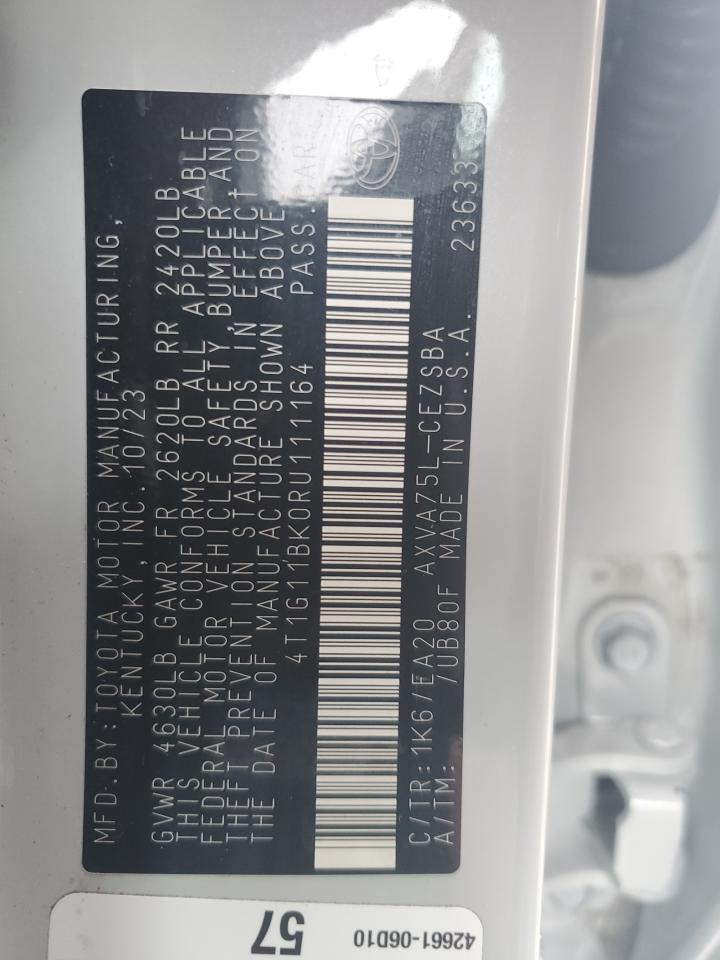 MFD.BY:TOYOTA MOTOR MANUFACTURING,
KENTUCKY,INC.10/23
GVWR 4630LB GAWR FR 2620LB RR 2420LB
THIS VEHICLE CONFORMS TO ALL APPLICABLE
FEDERAL MOTOR VEHICLE SAFETY,BUMPER AND
THEFT PREVENTION STANDARDS IN EFFECT ON
THE DATE OF MANUFACTURE SHOWN ABOVE
4T1G11BK0RU111164 PASS. CAR
C/TR:1K6/EA20 AXVA75L-CEZSBA
A/TM: /UB80F MADE IN U.S.A. 23633
57
42661-06D10